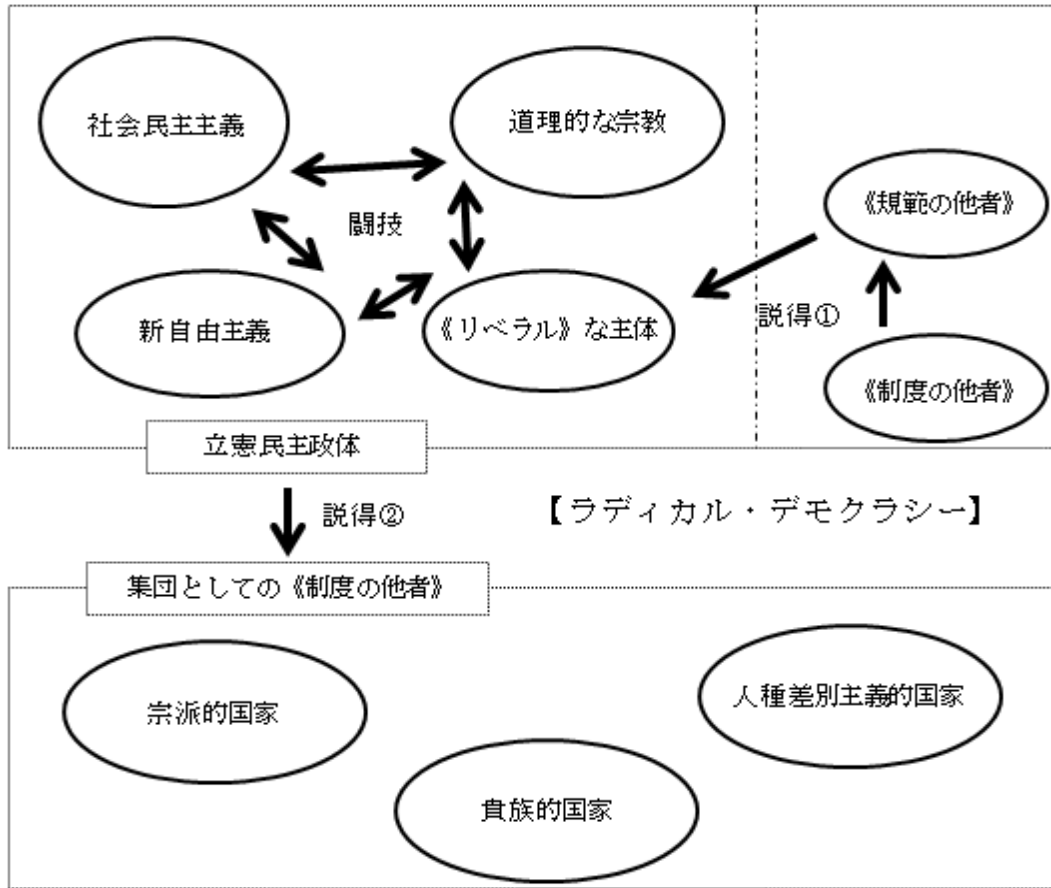 社会民主主義
道理的な宗教
《規範の他者》
闘技
説得①
新自由主義
《リベラル》な主体
《制度の他者》
立憲民主政体
説得②
【ラディカル・デモクラシー】
集団としての《制度の他者》
宗派的国家
人種差別主義的国家
貴族的国家